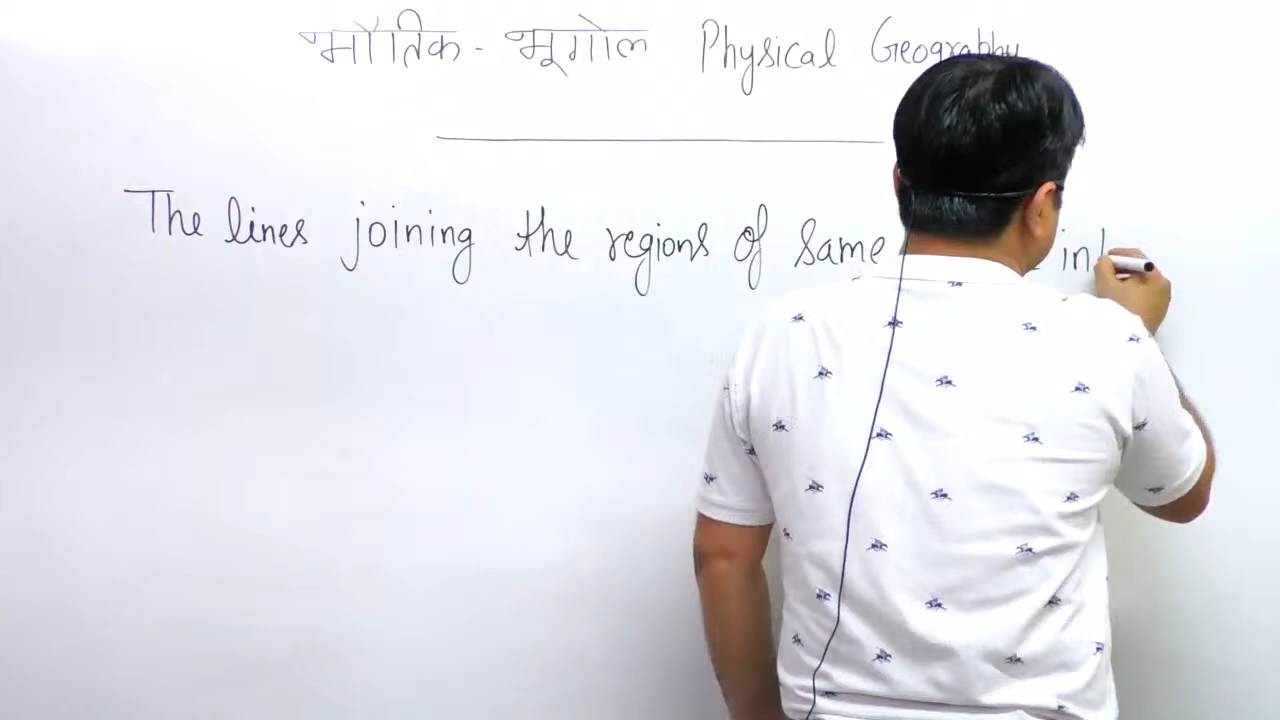 भौतिक - भूगोल Physical Geography
The lines joining the regions of same